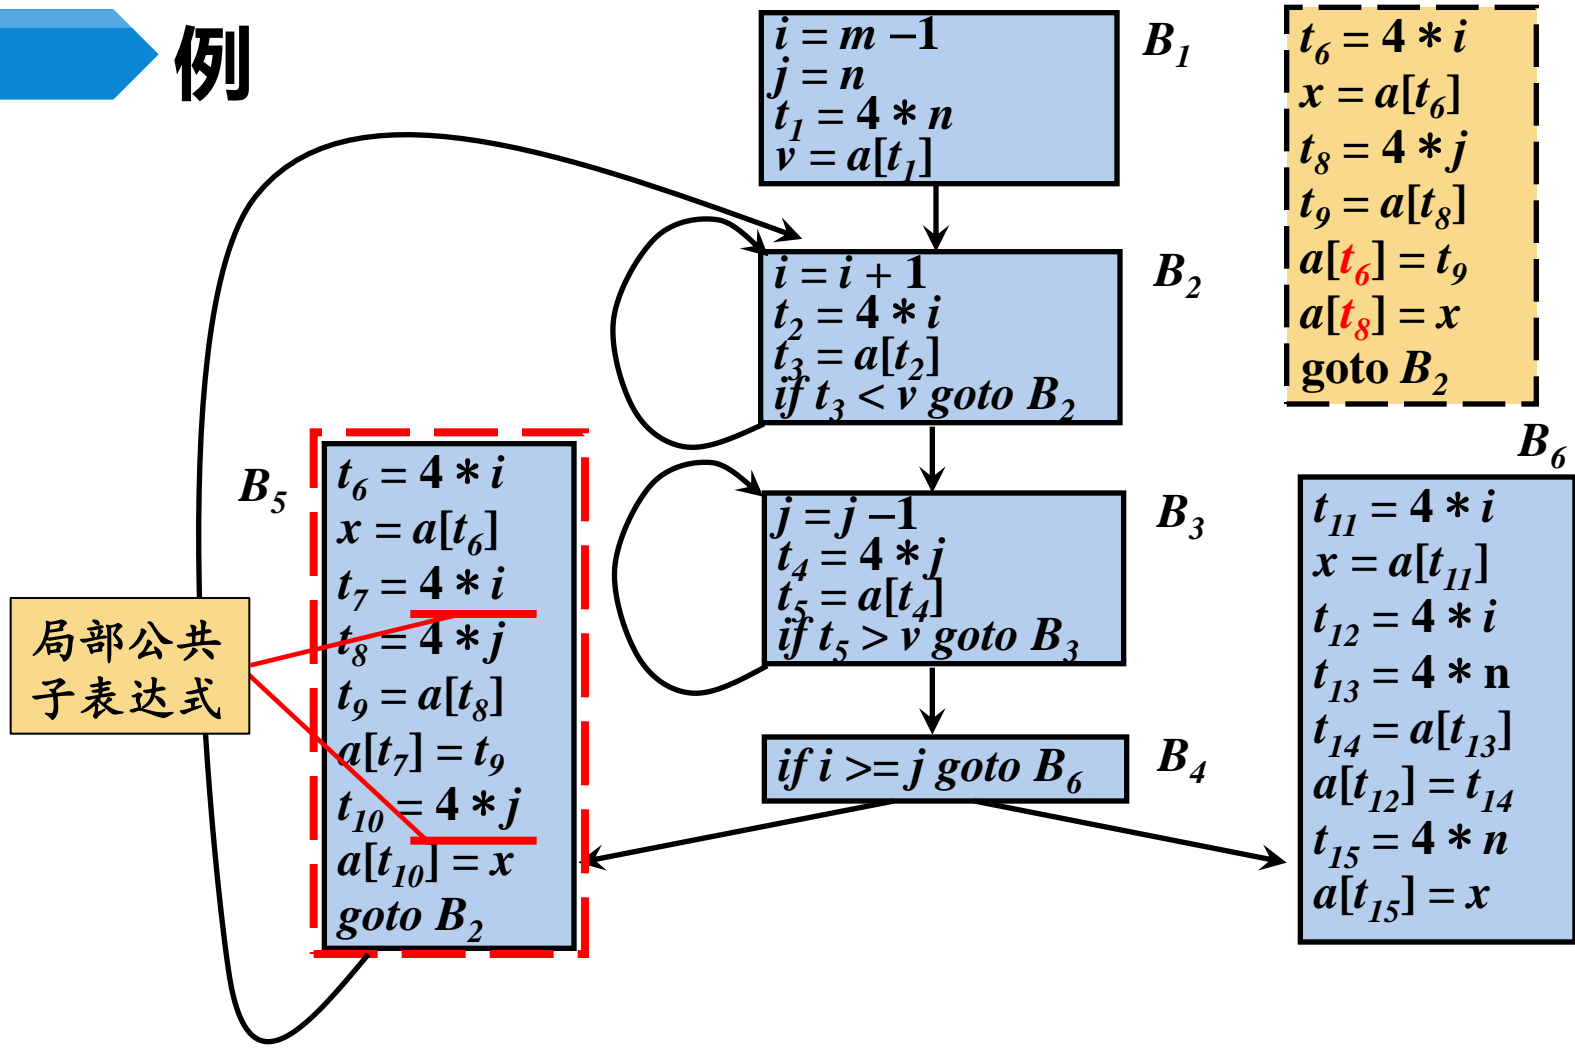 例
i = m −1
j = n
t1 = 4 * n
v = a[t1]
B1
t6 = 4 * i
x = a[t6]
t8 = 4 * j
t9 = a[t8]
a[t6] = t9
a[t8] = x
goto B2
i = i + 1
t2 = 4 * i
t3 = a[t2]
if t3 < v goto B2
B2
j = j −1
t4 = 4 * j
t5 = a[t4]
if t5 > v goto B3
B3
if i >= j goto B6
B4
B5
t6 = 4 * i
x = a[t6]
t7 = 4 * i
t8 = 4 * j
t9 = a[t8]
a[t7] = t9
t10 = 4 * j
a[t10] = x
goto B2
局部公共
子表达式
B6
t11 = 4 * i
x = a[t11]
t12 = 4 * i
t13 = 4 * n
t14 = a[t13]
a[t12] = t14
t15 = 4 * n
a[t15] = x